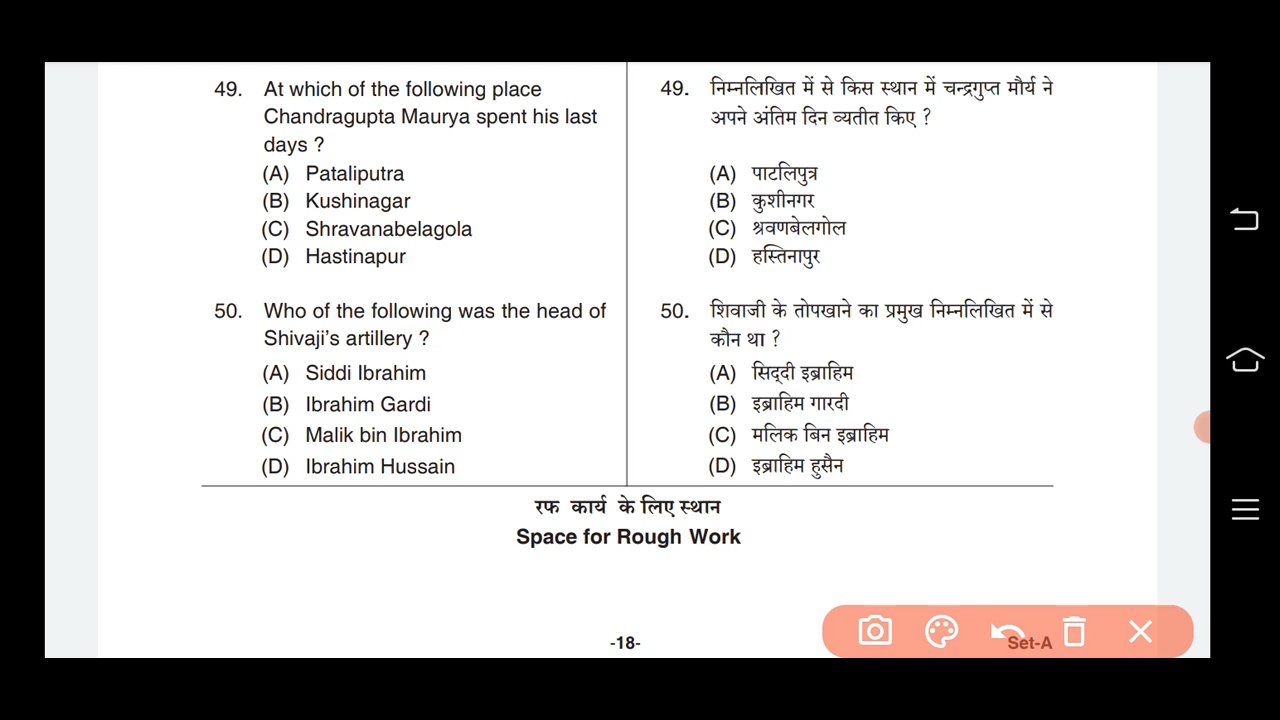 49. At which of the following place
Chandragupta Maurya spent his last
days ?
(A) Pataliputra
(B) Kushinagar
(C) Shravanabelagola
(D) Hastinapur
50. Who of the following was the head of
Shivaji's artillery ?
(A) Siddi Ibrahim
(B) Ibrahim Gardi
(C) Malik bin Ibrahim
(D) Ibrahim Hussain
49. निम्नलिखित में से किस स्थान में चन्द्रगुप्त मौर्य ने
अपने अंतिम दिन व्यतीत किए ?
(A) पाटलिपुत्र
(B) कुशीनगर
(C) श्रवणबेलगोल
(D) हस्तिनापुर
50. शिवाजी के तोपखाने का प्रमुख निम्नलिखित में से
कौन था ?
(A) सिद्दी इब्राहिम
(B) इब्राहिम गारदी
(C) मलिक बिन इब्राहिम
(D) इब्राहिम हुसैन
रफ कार्य के लिए स्थान
Space for Rough Work
-18-
Set-A